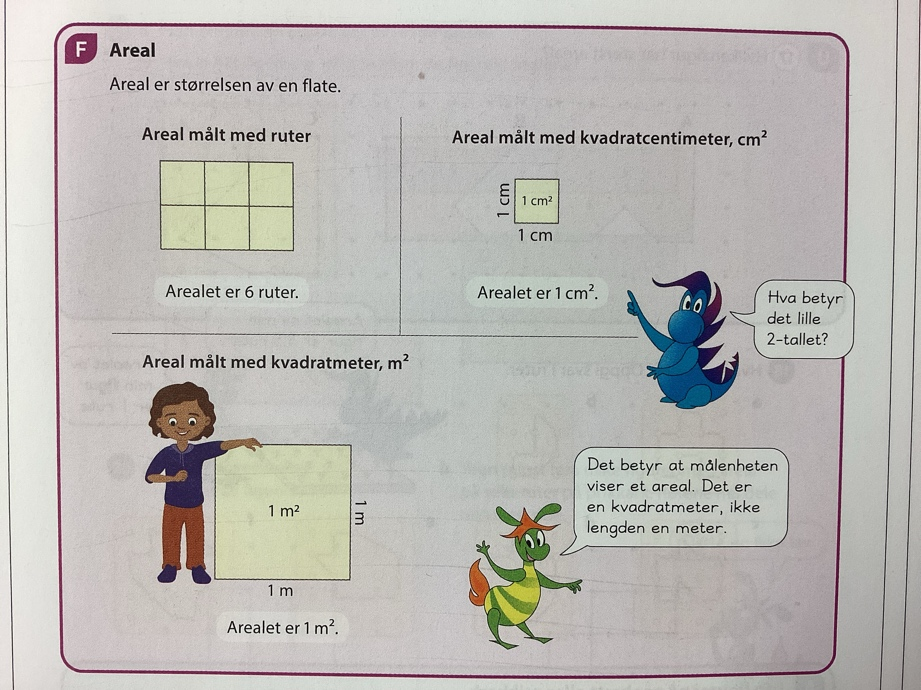 F Areal
Areal er størrelsen av en flate.
Areal målt med ruter
Arealet er 6 ruter.
Areal målt med kvadratcentimeter, cm²
1 cm
1 cm²
1 cm
Arealet er 1 cm².
Hva betyr
det lille
2-tallet?
Areal målt med kvadratmeter, m²
1 m²
1 m
1 m
Arealet er 1 m².
Det betyr at målenheten
viser et areal. Det er
en kvadratmeter, ikke
lengden en meter.